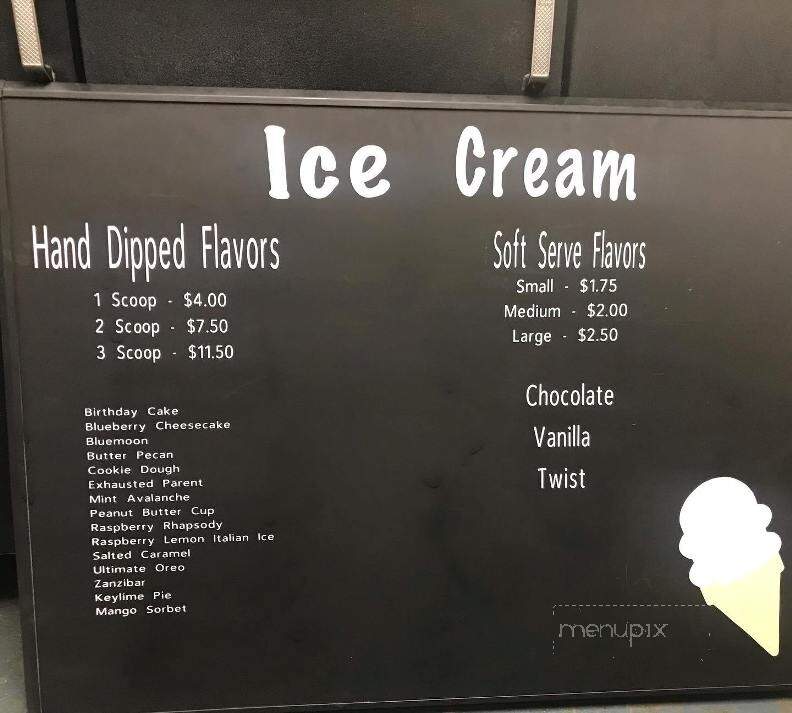 Ice Cream
Hand Dipped Flavors
1 Scoop - $4.00
2 Scoop - $7.50
3 Scoop - $11.50
Birthday Cake
Blueberry Cheesecake
Bluemoon
Butter Pecan
Cookie Dough
Exhausted Parent
Mint Avalanche
Peanut Butter Cup
Raspberry Rhapsody
Raspberry Lemon Italian Ice
Salted Caramel
Ultimate Oreo
Zanzibar
Keylime Pie
Mango Sorbet
Soft Serve Flavors
Small - $1.75
Medium - $2.00
Large - $2.50
Chocolate
Vanilla
Twist
menupix